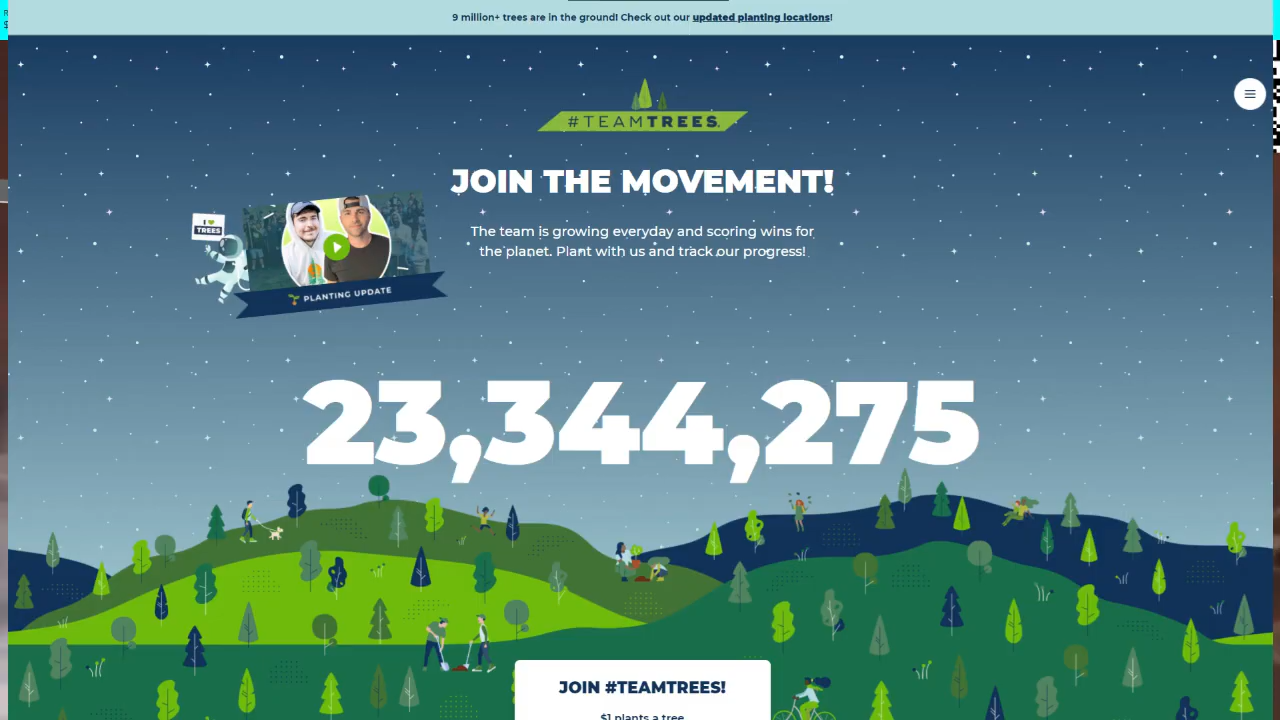 9 million+ trees are in the ground! Check out our updated planting locations!
#TEAMTREES
JOIN THE MOVEMENT!
The team is growing everyday and scoring wins for
the planet. Plant with us and track our progress!
I
TREES
PLANTING UPDATE
23,344,275
JOIN #TEAMTREES!
$1 plants a tree